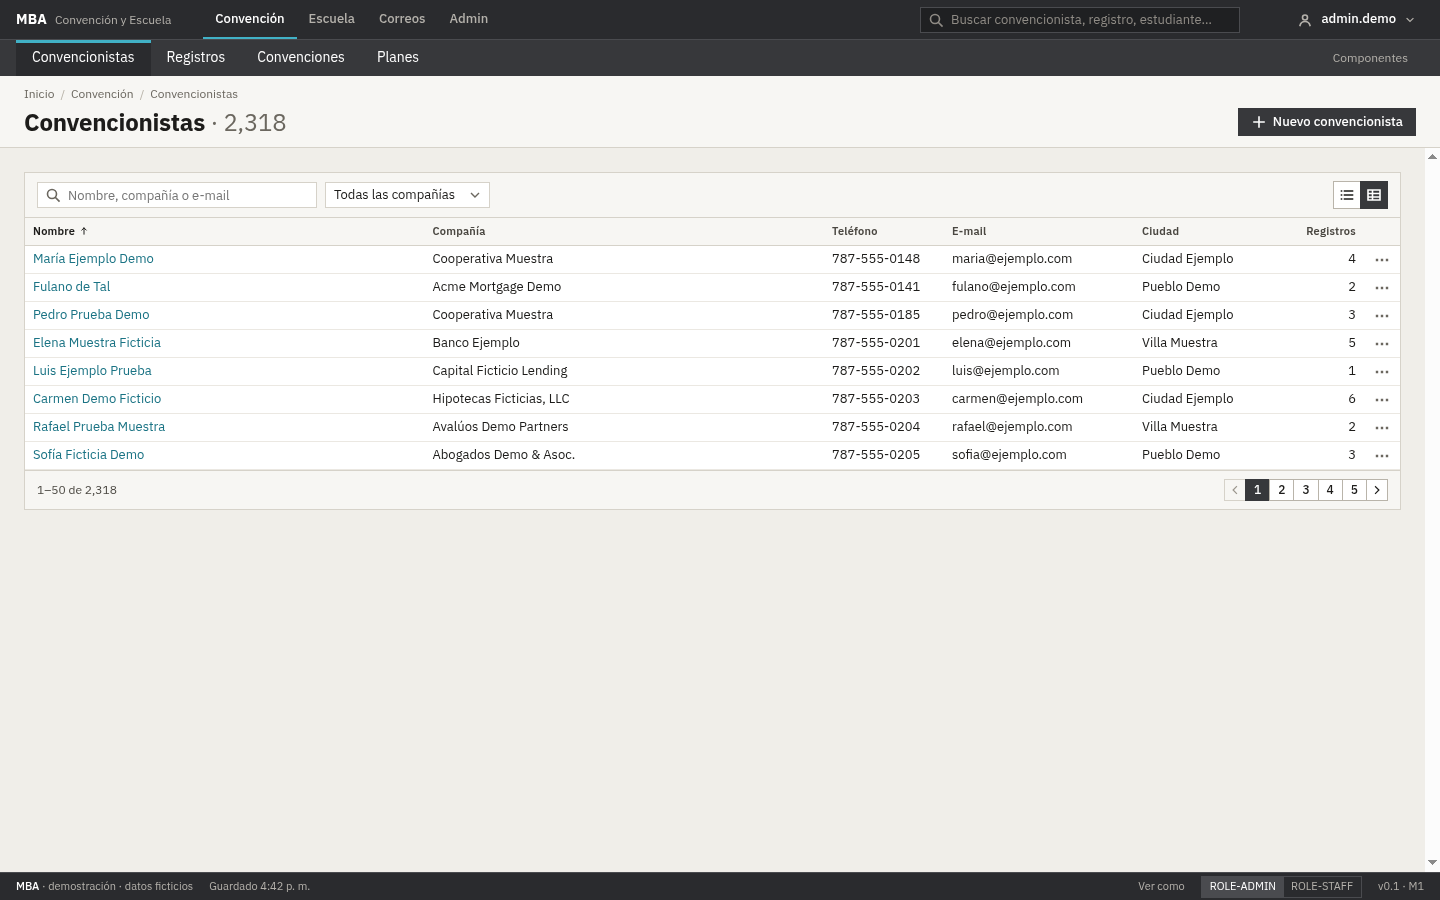 MBA Convención y Escuela Convención Escuela Correos Admin Buscar convencionista, registro, estudiante... admin.demo
Convencionistas Registros Convenciones Planes Componentes
Inicio / Convención / Convencionistas
Convencionistas · 2,318 Nuevo convencionista
Nombre, compañía o e-mail Todas las compañías
Nombre ↑ Compañía Teléfono E-mail Ciudad Registros
María Ejemplo Demo Cooperativa Muestra 787-555-0148 maria@ejemplo.com Ciudad Ejemplo 4
Fulano de Tal Acme Mortgage Demo 787-555-0141 fulano@ejemplo.com Pueblo Demo 2
Pedro Prueba Demo Cooperativa Muestra 787-555-0185 pedro@ejemplo.com Ciudad Ejemplo 3
Elena Muestra Ficticia Banco Ejemplo 787-555-0201 elena@ejemplo.com Villa Muestra 5
Luis Ejemplo Prueba Capital Ficticio Lending 787-555-0202 luis@ejemplo.com Pueblo Demo 1
Carmen Demo Ficticio Hipotecas Ficticias, LLC 787-555-0203 carmen@ejemplo.com Ciudad Ejemplo 6
Rafael Prueba Muestra Avalúos Demo Partners 787-555-0204 rafael@ejemplo.com Villa Muestra 2
Sofía Ficticia Demo Abogados Demo & Asoc. 787-555-0205 sofia@ejemplo.com Pueblo Demo 3
1–50 de 2,318 1 2 3 4 5
MBA · demostración · datos ficticios Guardado 4:42 p. m. Ver como ROLE-ADMIN ROLE-STAFF v0.1 · M1